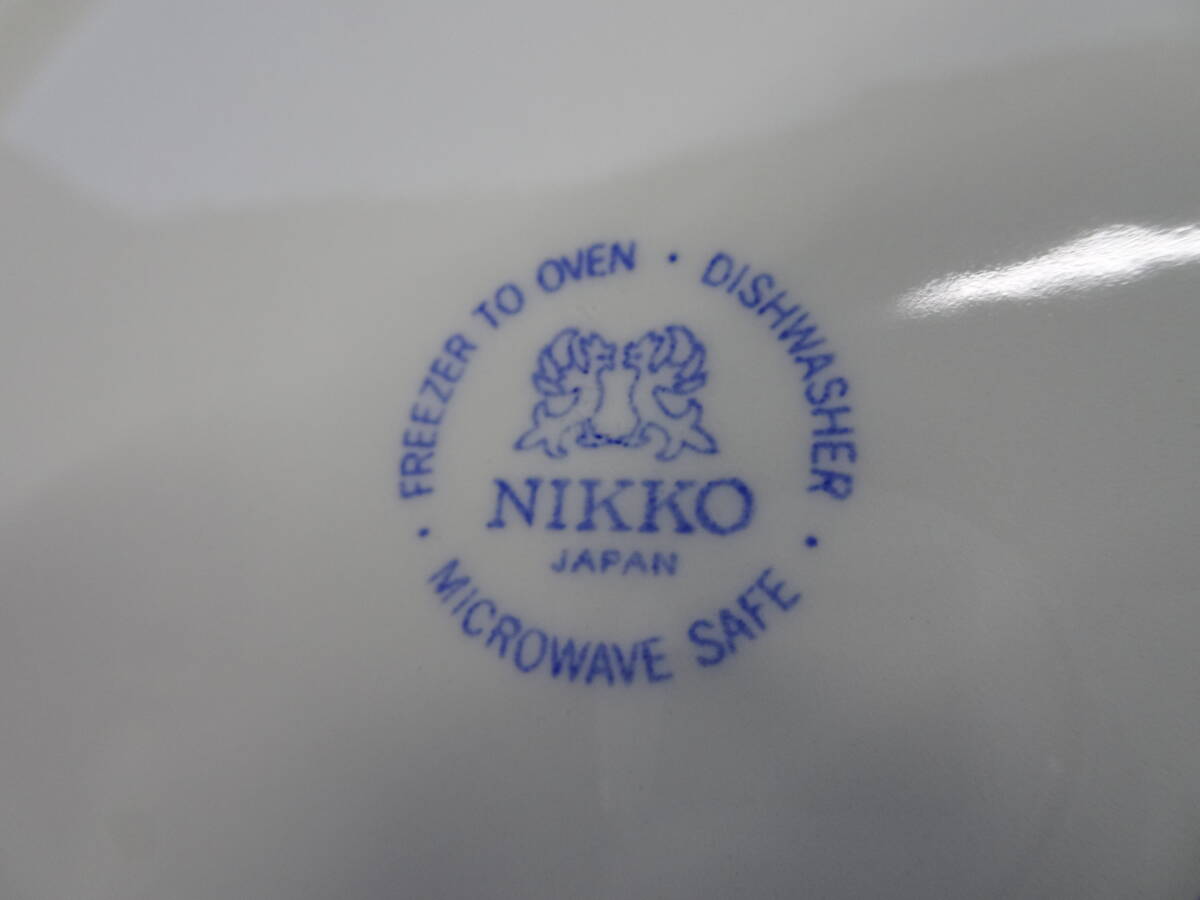 FREEZER TO OVEN · DISHWASHER ·
NIKKO
JAPAN
· MICROWAVE SAFE